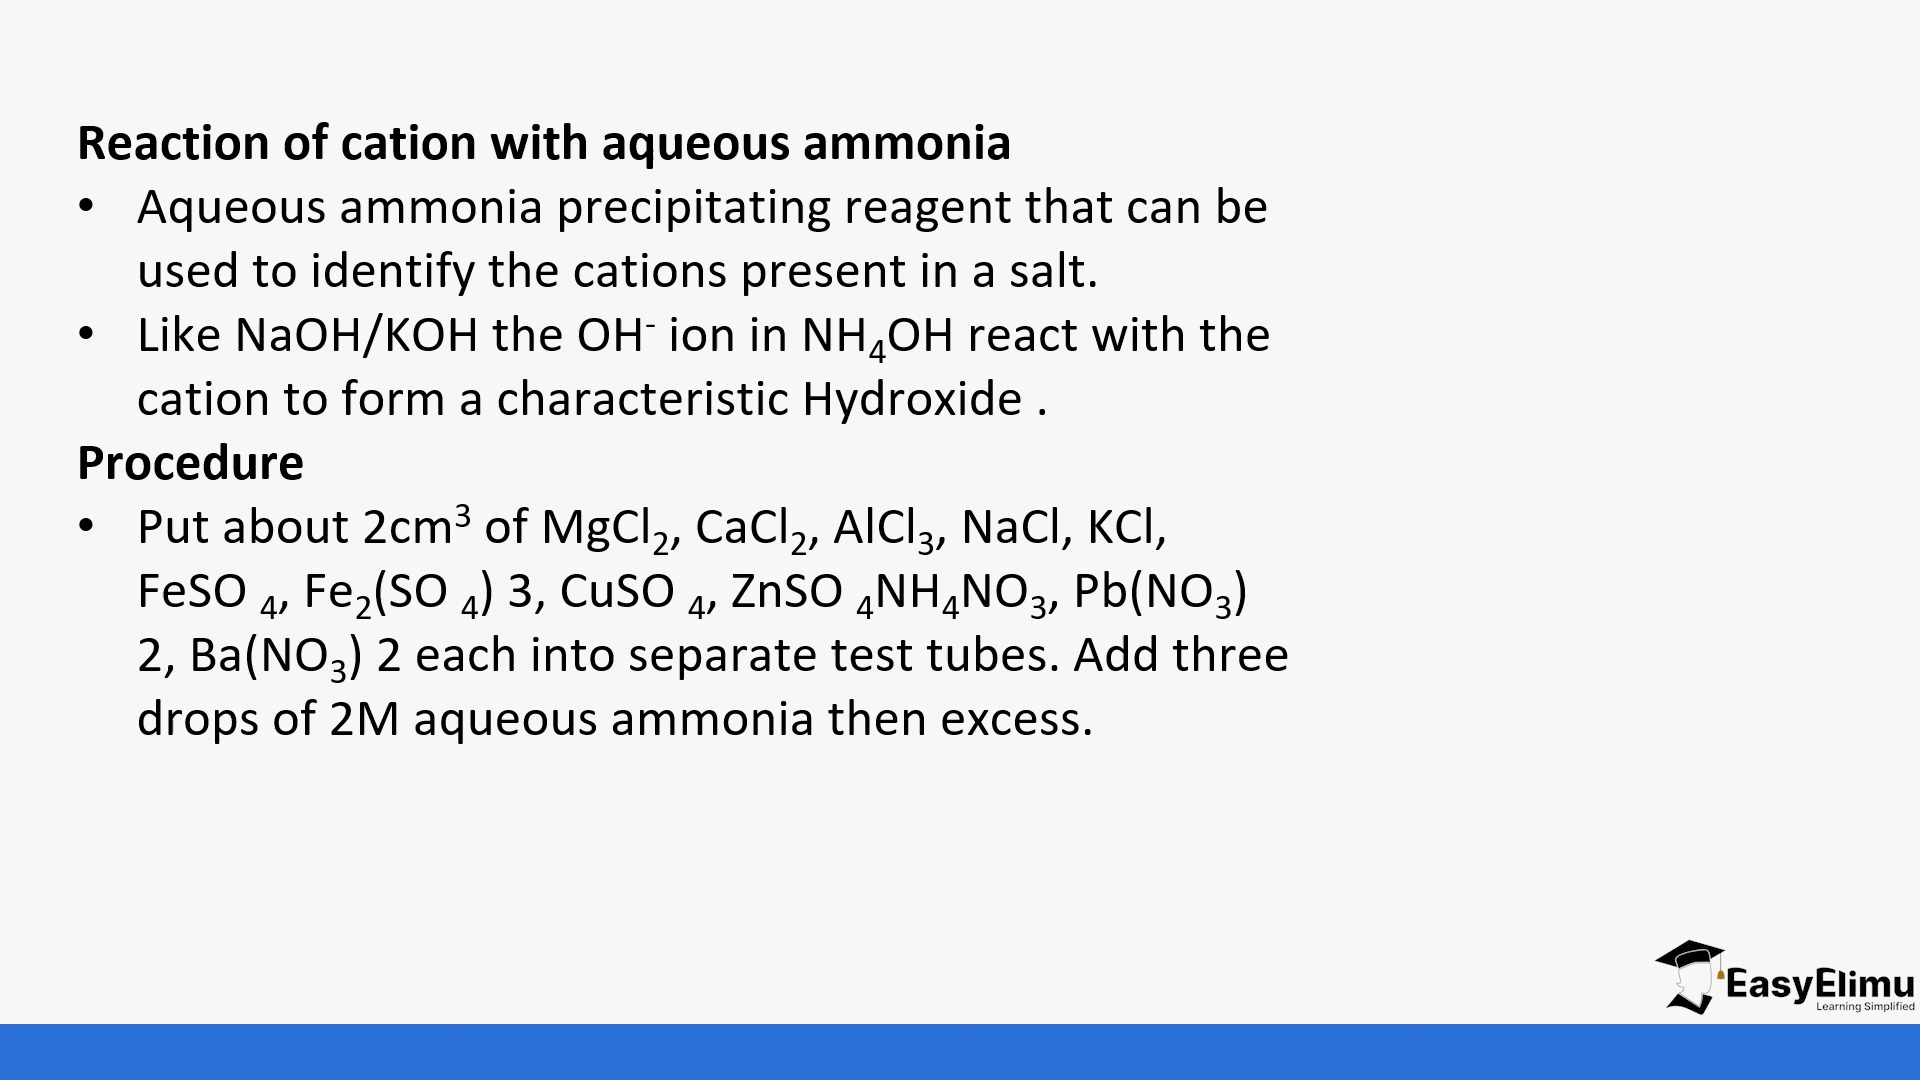 Reaction of cation with aqueous ammonia
• Aqueous ammonia precipitating reagent that can be
used to identify the cations present in a salt.
• Like NaOH/KOH the OH⁻ ion in NH₄OH react with the
cation to form a characteristic Hydroxide .
Procedure
• Put about 2cm³ of MgCl₂, CaCl₂, AlCl₃, NaCl, KCl,
FeSO ₄, Fe₂(SO ₄) 3, CuSO ₄, ZnSO ₄NH₄NO₃, Pb(NO₃)
2, Ba(NO₃) 2 each into separate test tubes. Add three
drops of 2M aqueous ammonia then excess.
EasyElimu
Learning Simplified